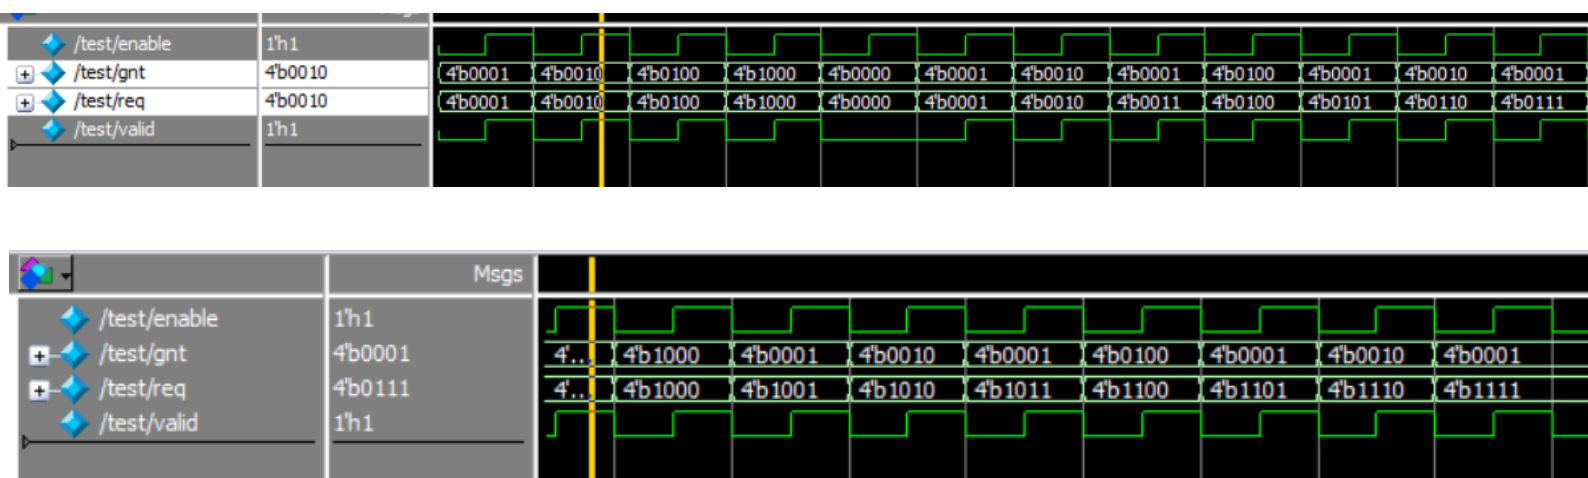 /test/enable 1'h1
/test/gnt 4'b0010 4'b0001 4'b0010 4'b0100 4'b1000 4'b0000 4'b0001 4'b0010 4'b0001 4'b0100 4'b0001 4'b0010 4'b0001
/test/req 4'b0010 4'b0001 4'b0010 4'b0100 4'b1000 4'b0000 4'b0001 4'b0010 4'b0011 4'b0100 4'b0101 4'b0110 4'b0111
/test/valid 1'h1
Msgs
/test/enable 1'h1
/test/gnt 4'b0001 4'... 4'b1000 4'b0001 4'b0010 4'b0001 4'b0100 4'b0001 4'b0010 4'b0001
/test/req 4'b0111 4'... 4'b1000 4'b1001 4'b1010 4'b1011 4'b1100 4'b1101 4'b1110 4'b1111
/test/valid 1'h1